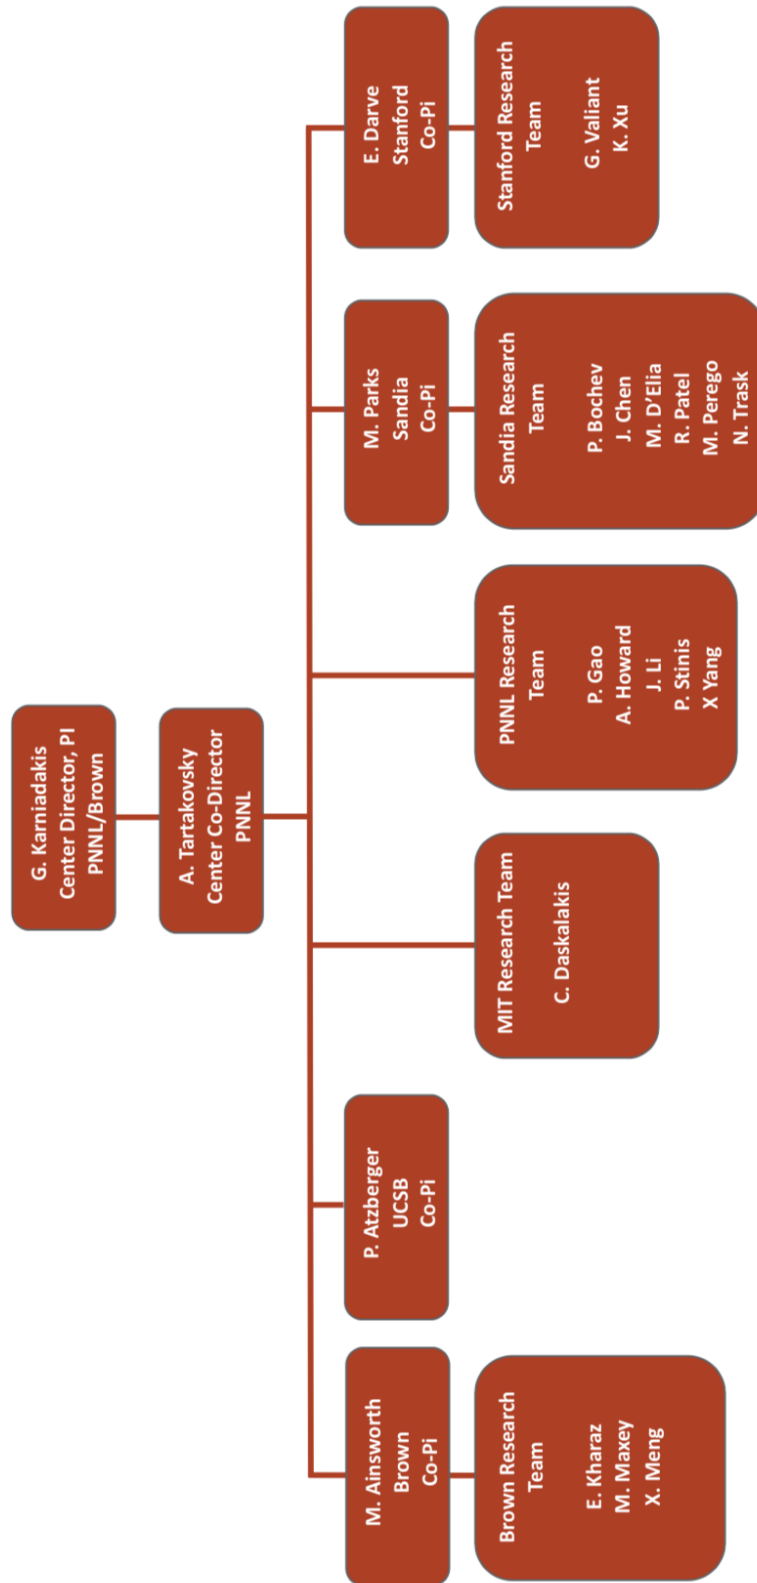 G. Karniadakis
Center Director, PI
PNNL/Brown
A. Tartakovsky
Center Co-Director
PNNL
M. Ainsworth
Brown
Co-Pi
P. Atzberger
UCSB
Co-Pi
M. Parks
Sandia
Co-Pi
E. Darve
Stanford
Co-Pi
Brown Research
Team
E. Kharaz
M. Maxey
X. Meng
MIT Research Team
C. Daskalakis
PNNL Research
Team
P. Gao
A. Howard
J. Li
P. Stinis
X Yang
Sandia Research
Team
P. Bochev
J. Chen
M. D'Elia
R. Patel
M. Perego
N. Trask
Stanford Research
Team
G. Valiant
K. Xu